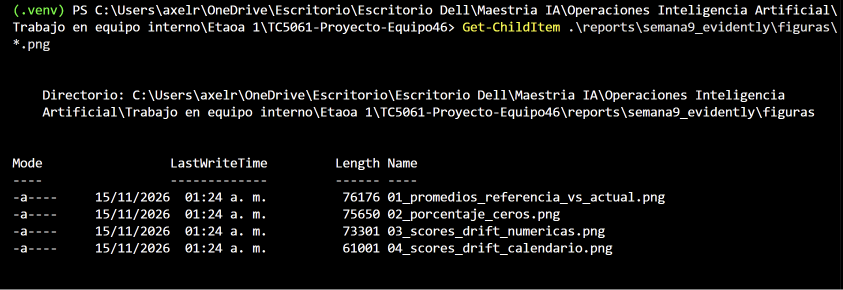 (.venv) PS C:\Users\axelr\OneDrive\Escritorio\Escritorio Dell\Maestria IA\Operaciones Inteligencia Artificial\
Trabajo en equipo interno\Etaoa 1\TC5061-Proyecto-Equipo46> Get-ChildItem .\reports\semana9_evidently\figuras\
*.png
Directorio: C:\Users\axelr\OneDrive\Escritorio\Escritorio Dell\Maestria IA\Operaciones Inteligencia
Artificial\Trabajo en equipo interno\Etaoa 1\TC5061-Proyecto-Equipo46\reports\semana9_evidently\figuras
Mode LastWriteTime Length Name
---- ------------- ------ ----
-a---- 15/11/2026 01:24 a. m. 76176 01_promedios_referencia_vs_actual.png
-a---- 15/11/2026 01:24 a. m. 75650 02_porcentaje_ceros.png
-a---- 15/11/2026 01:24 a. m. 73301 03_scores_drift_numericas.png
-a---- 15/11/2026 01:24 a. m. 61001 04_scores_drift_calendario.png